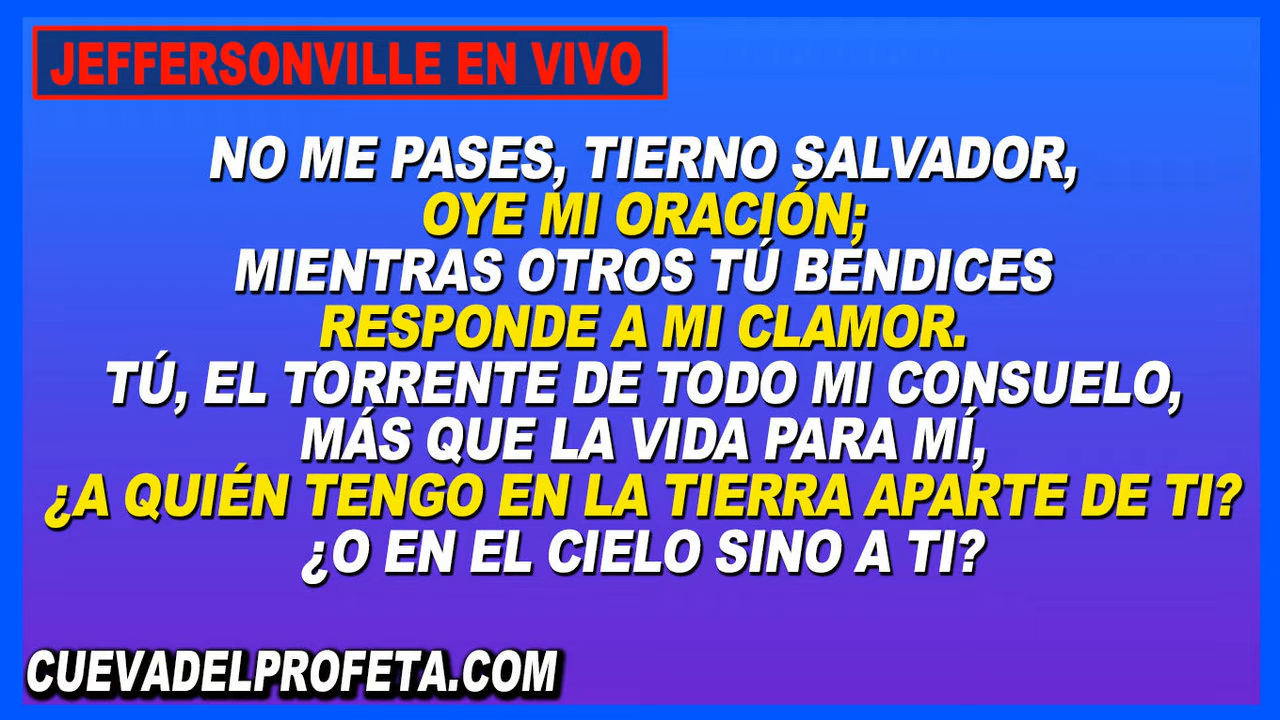 JEFFERSONVILLE EN VIVO
NO ME PASES, TIERNO SALVADOR,
OYE MI ORACIÓN;
MIENTRAS OTROS TÚ BENDICES
RESPONDE A MI CLAMOR.
TÚ, EL TORRENTE DE TODO MI CONSUELO,
MÁS QUE LA VIDA PARA MÍ,
¿A QUIÉN TENGO EN LA TIERRA APARTE DE TI?
¿O EN EL CIELO SINO A TI?
CUEVADELPROFETA.COM